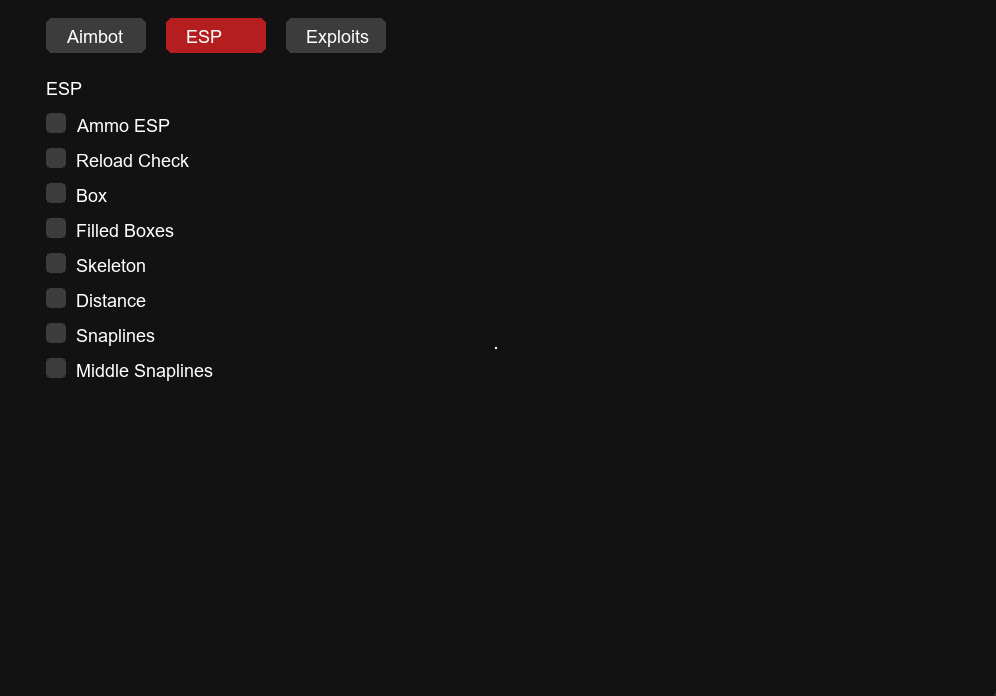 Aimbot ESP Exploits
ESP
Ammo ESP
Reload Check
Box
Filled Boxes
Skeleton
Distance
Snaplines
Middle Snaplines